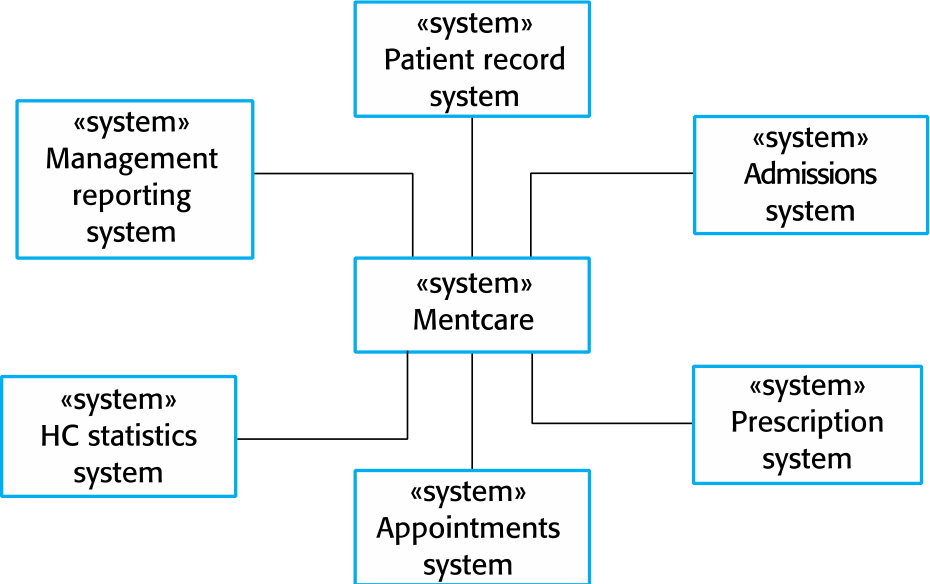 «system»
Patient record
system
«system»
Management
reporting
system
«system»
Admissions
system
«system»
Mentcare
«system»
HC statistics
system
«system»
Prescription
system
«system»
Appointments
system